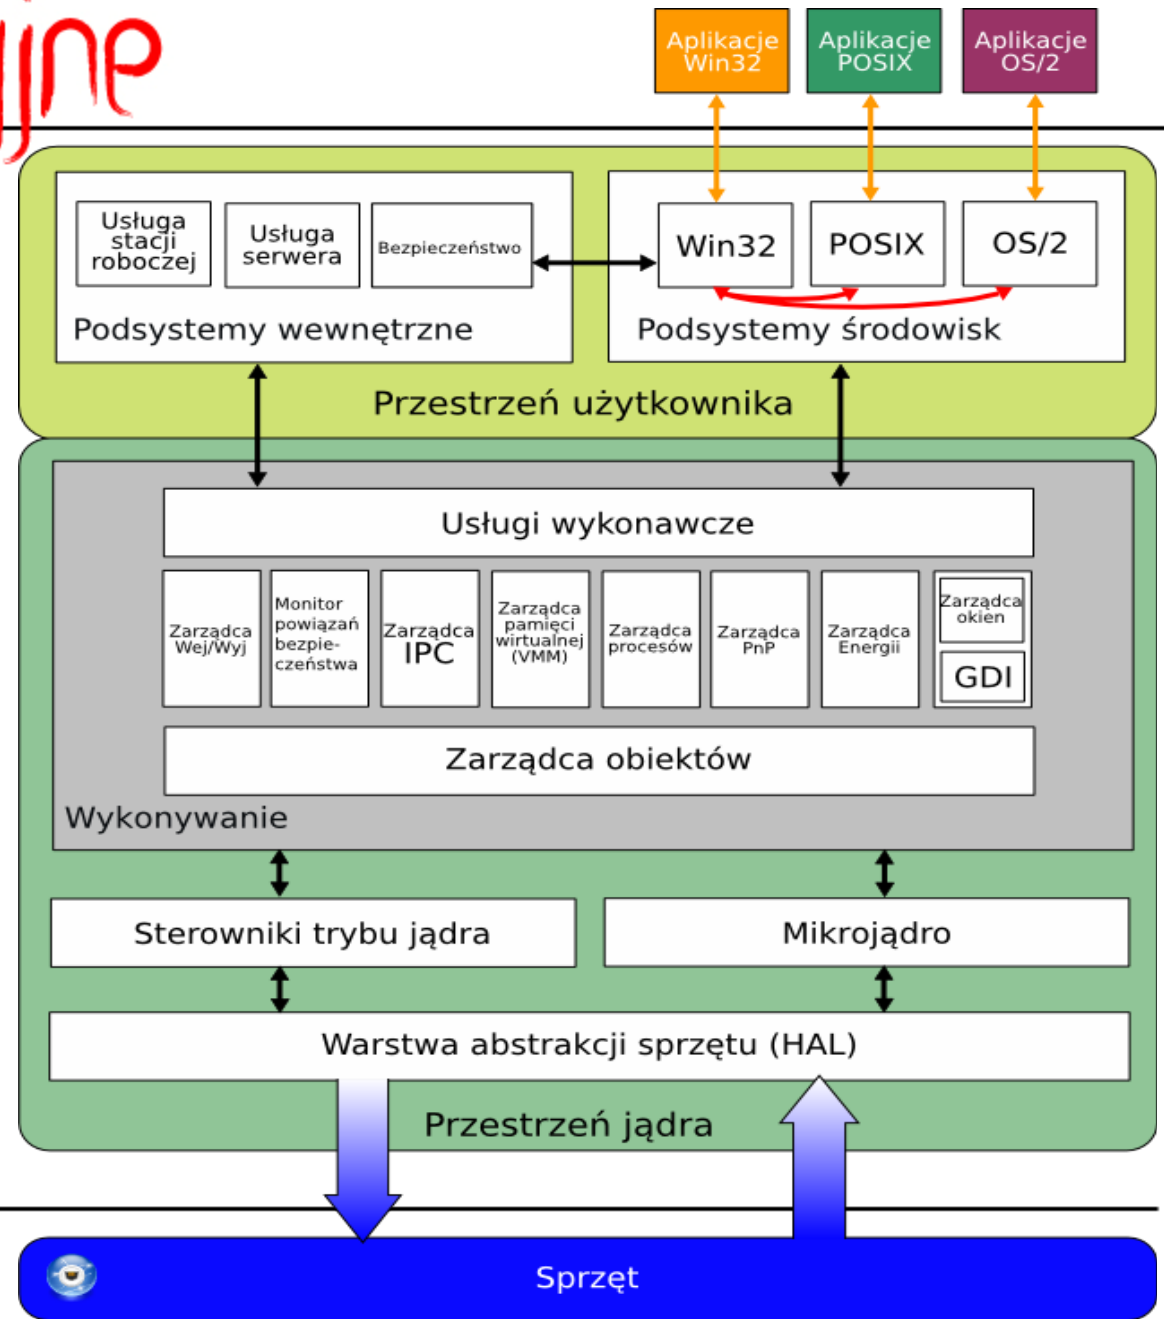 Aplikacje
Win32
Aplikacje
POSIX
Aplikacje
OS/2
Usługa
stacji
roboczej
Usługa
serwera
Bezpieczeństwo
Win32
POSIX
OS/2
Podsystemy wewnętrzne
Podsystemy środowisk
Przestrzeń użytkownika
Usługi wykonawcze
Zarządca
Wej/Wyj
Monitor
powiązań
bezpie-
czeństwa
Zarządca
IPC
Zarządca
pamięci
wirtualnej
(VMM)
Zarządca
procesów
Zarządca
PnP
Zarządca
Energii
Zarządca
okien
GDI
Zarządca obiektów
Wykonywanie
Sterowniki trybu jądra
Mikrojądro
Warstwa abstrakcji sprzętu (HAL)
Przestrzeń jądra
Sprzęt